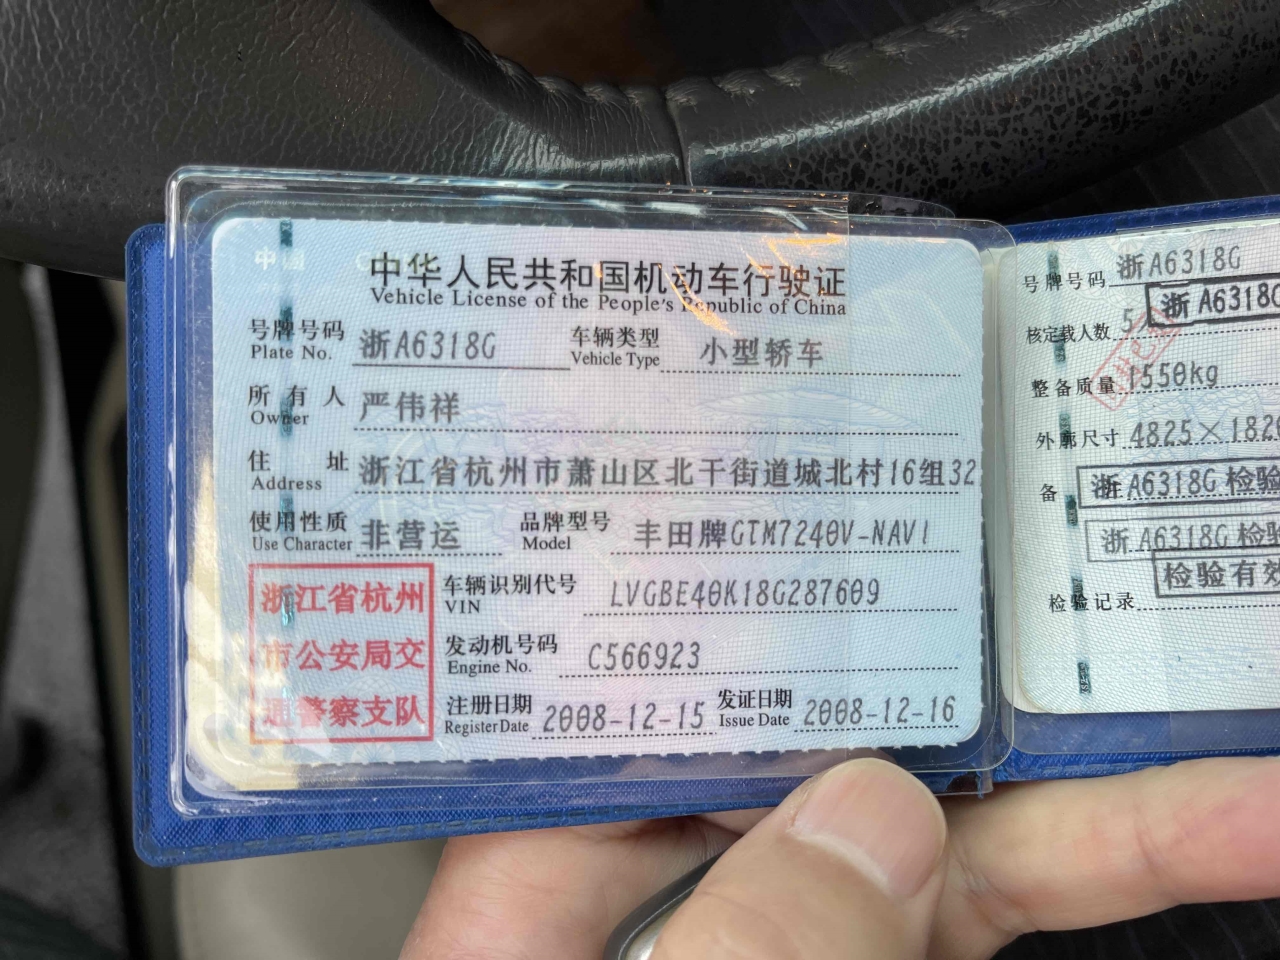 中华人民共和国机动车行驶证
Vehicle License of the People's Republic of China
号牌号码 浙A6318G 车辆类型 小型轿车
Plate No. Vehicle Type
所有人 严伟祥
Owner
住址 浙江省杭州市萧山区北干街道城北村16组32
Address
使用性质 非营运 品牌型号 丰田牌GTM7240V-NAVI
Use Character Model
浙江省杭州
市公安局交
通警察支队
车辆识别代号 LVGBE40K18G287609
VIN
发动机号码 C566923
Engine No.
注册日期 2008-12-15 发证日期 2008-12-16
Register Date Issue Date
号牌号码 浙A6318G
浙A6318G
核定载人数 5人
整备质量 1550kg
外廓尺寸 4825×1820
备注 浙A6318G 检验
浙A6318G 检验
检验有效
检验记录